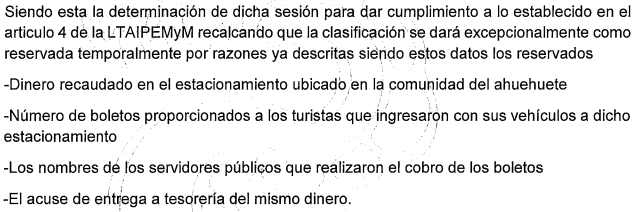 Siendo esta la determinación de dicha sesión para dar cumplimiento a lo establecido en el
articulo 4 de la LTAIPEMyM recalcando que la clasificación se dará excepcionalmente como
reservada temporalmente por razones ya descritas siendo estos datos los reservados
-Dinero recaudado en el estacionamiento ubicado en la comunidad del ahuehuete
-Número de boletos proporcionados a los turistas que ingresaron con sus vehículos a dicho
estacionamiento
-Los nombres de los servidores públicos que realizaron el cobro de los boletos
-El acuse de entrega a tesorería del mismo dinero.